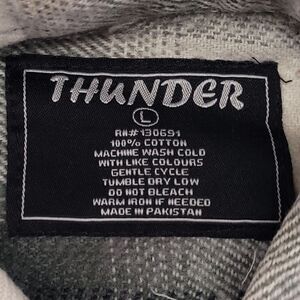 THUNDER
L
RN# 130691
100% COTTON
MACHINE WASH COLD
WITH LIKE COLOURS
GENTLE CYCLE
TUMBLE DRY LOW
DO NOT BLEACH
WARM IRON IF NEEDED
MADE IN PAKISTAN